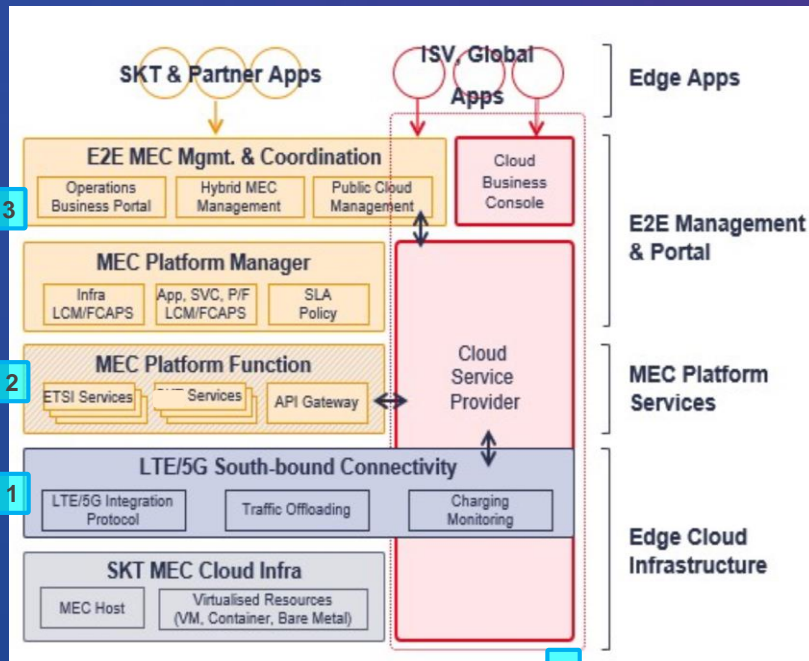 SKT & Partner Apps
ISV, Global
Apps
Edge Apps
E2E MEC Mgmt. & Coordination
Operations
Business Portal
Hybrid MEC
Management
Public Cloud
Management
Cloud
Business
Console
3
E2E Management
& Portal
MEC Platform Manager
Infra
LCM/FCAPS
App, SVC, P/F
LCM/FCAPS
SLA
Policy
MEC Platform Function
2
ETSI Services
Services
API Gateway
Cloud
Service
Provider
MEC Platform
Services
LTE/5G South-bound Connectivity
1
LTE/5G Integration
Protocol
Traffic Offloading
Charging
Monitoring
Edge Cloud
Infrastructure
SKT MEC Cloud Infra
MEC Host
Virtualised Resources
(VM, Container, Bare Metal)